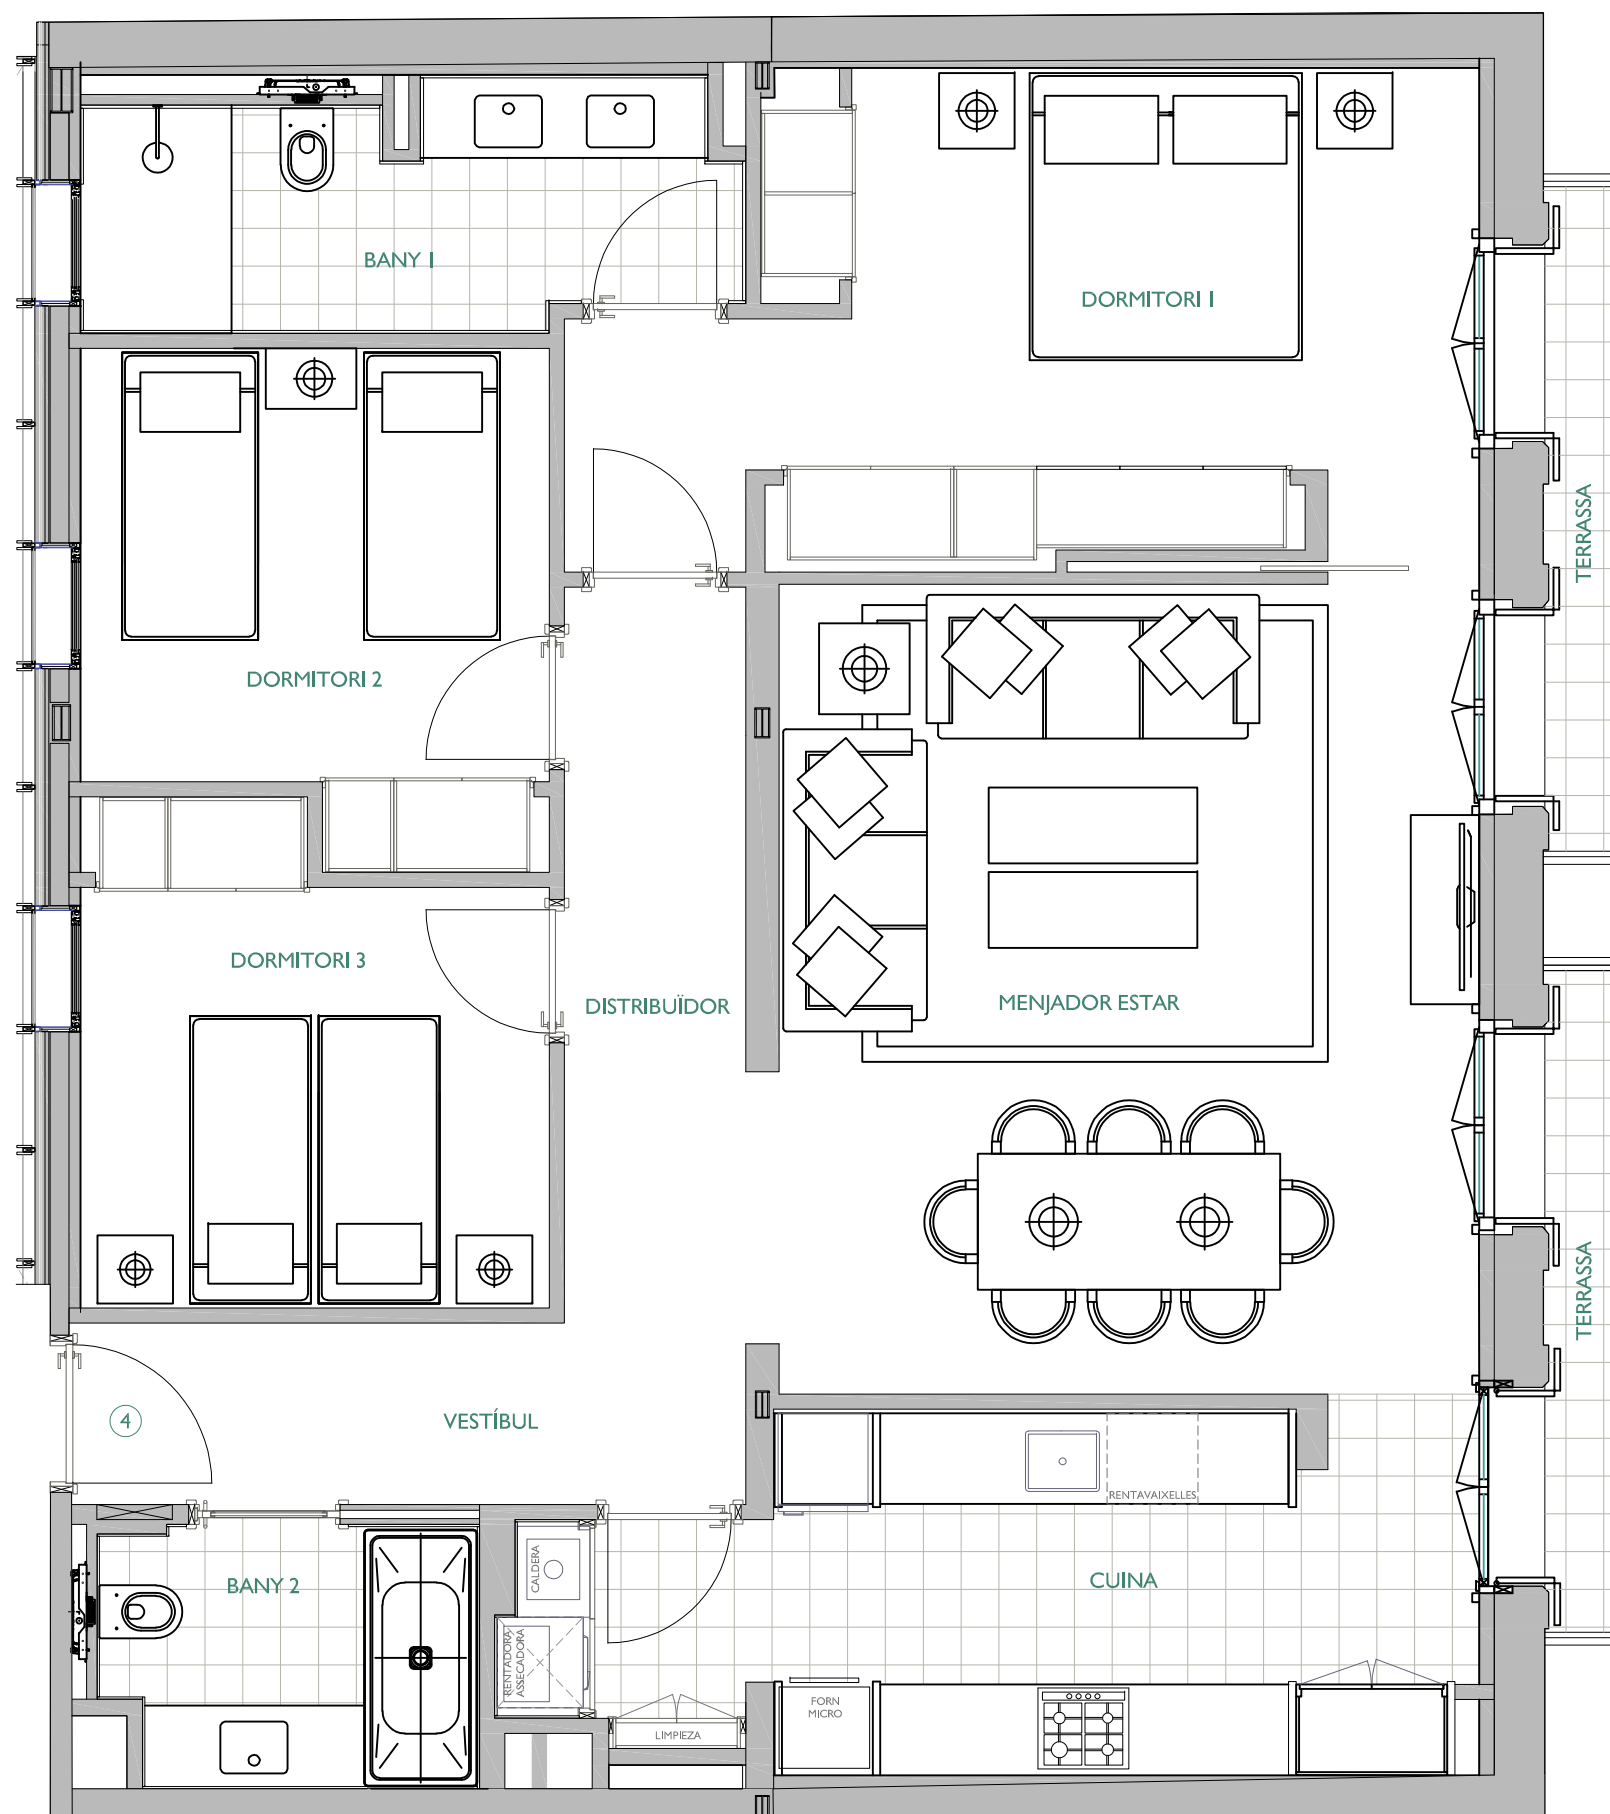 BANY 1
DORMITORI 1
TERRASSA
DORMITORI 2
DORMITORI 3
DISTRIBUÏDOR
MENJADOR ESTAR
TERRASSA
4
VESTÍBUL
RENTAVAIXELLES
CALDERA
BANY 2
CUINA
RENTADORA
ASSECADORA
FORN
MICRO
LIMPIEZA